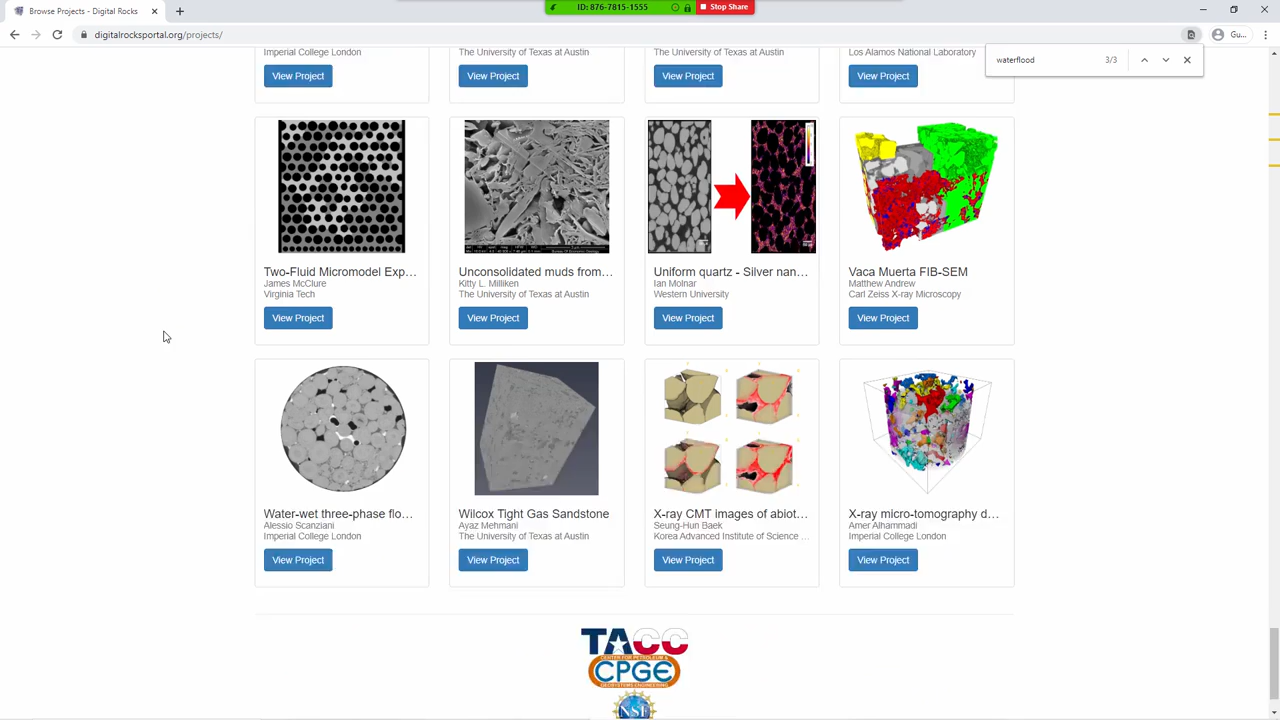 Browse Projects - Digital Rocks
ID: 876-7815-1555
Stop Share
digitalrocksportal.org/projects/
Gu...
waterflood
3/3
Imperial College London
The University of Texas at Austin
The University of Texas at Austin
Los Alamos National Laboratory
View Project
View Project
View Project
View Project
Two-Fluid Micromodel Exp...
James McClure
Virginia Tech
View Project
Unconsolidated muds from...
Kitty L. Milliken
The University of Texas at Austin
View Project
Uniform quartz - Silver nan...
Ian Molnar
Western University
View Project
Vaca Muerta FIB-SEM
Matthew Andrew
Carl Zeiss X-ray Microscopy
View Project
Water-wet three-phase flo...
Alessio Scanziani
Imperial College London
View Project
Wilcox Tight Gas Sandstone
Ayaz Mehmani
The University of Texas at Austin
View Project
X-ray CMT images of abiot...
Seung-Hun Baek
Korea Advanced Institute of Science ...
View Project
X-ray micro-tomography d...
Amer Alhammadi
Imperial College London
View Project
TACC
CENTER FOR PETROLEUM &
CPGE
GEOSYSTEMS ENGINEERING
NSF